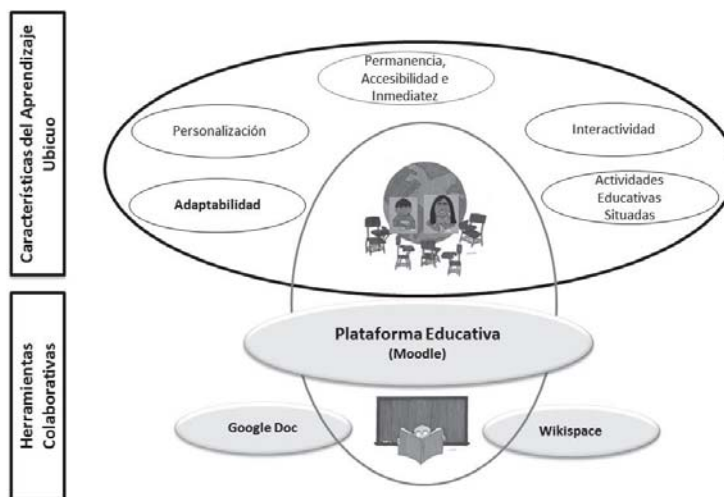 Características del Aprendizaje
Ubicuo
Permanencia,
Accesibilidad e
Inmediatez
Personalización
Interactividad
Adaptabilidad
Actividades
Educativas
Situadas
Herramientas
Colaborativas
Plataforma Educativa
(Moodle)
Google Doc
Wikispace